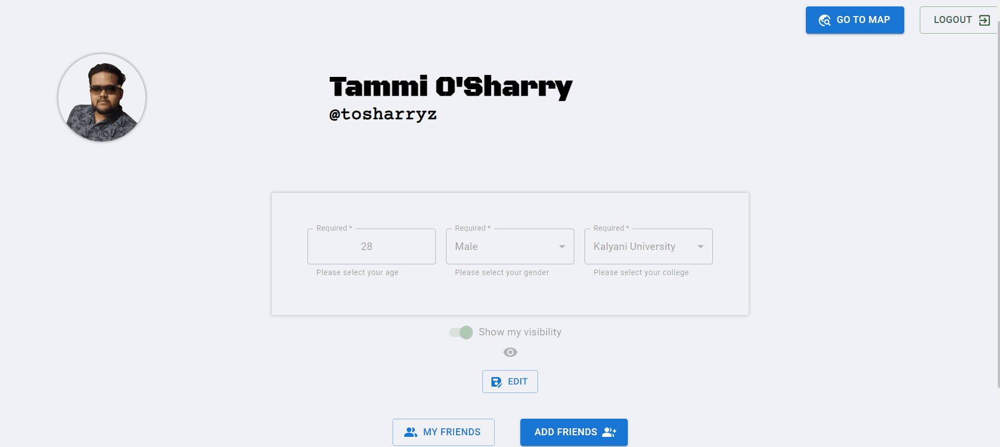 GO TO MAP
LOGOUT
Tammi O'Sharry
@tosharryz
Required * Required * Required *
28 Male Kalyani University
Please select your age Please select your gender Please select your college
Show my visibility
EDIT
MY FRIENDS ADD FRIENDS